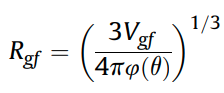 R_gf = (3V_gf / 4πφ(θ))^1/3